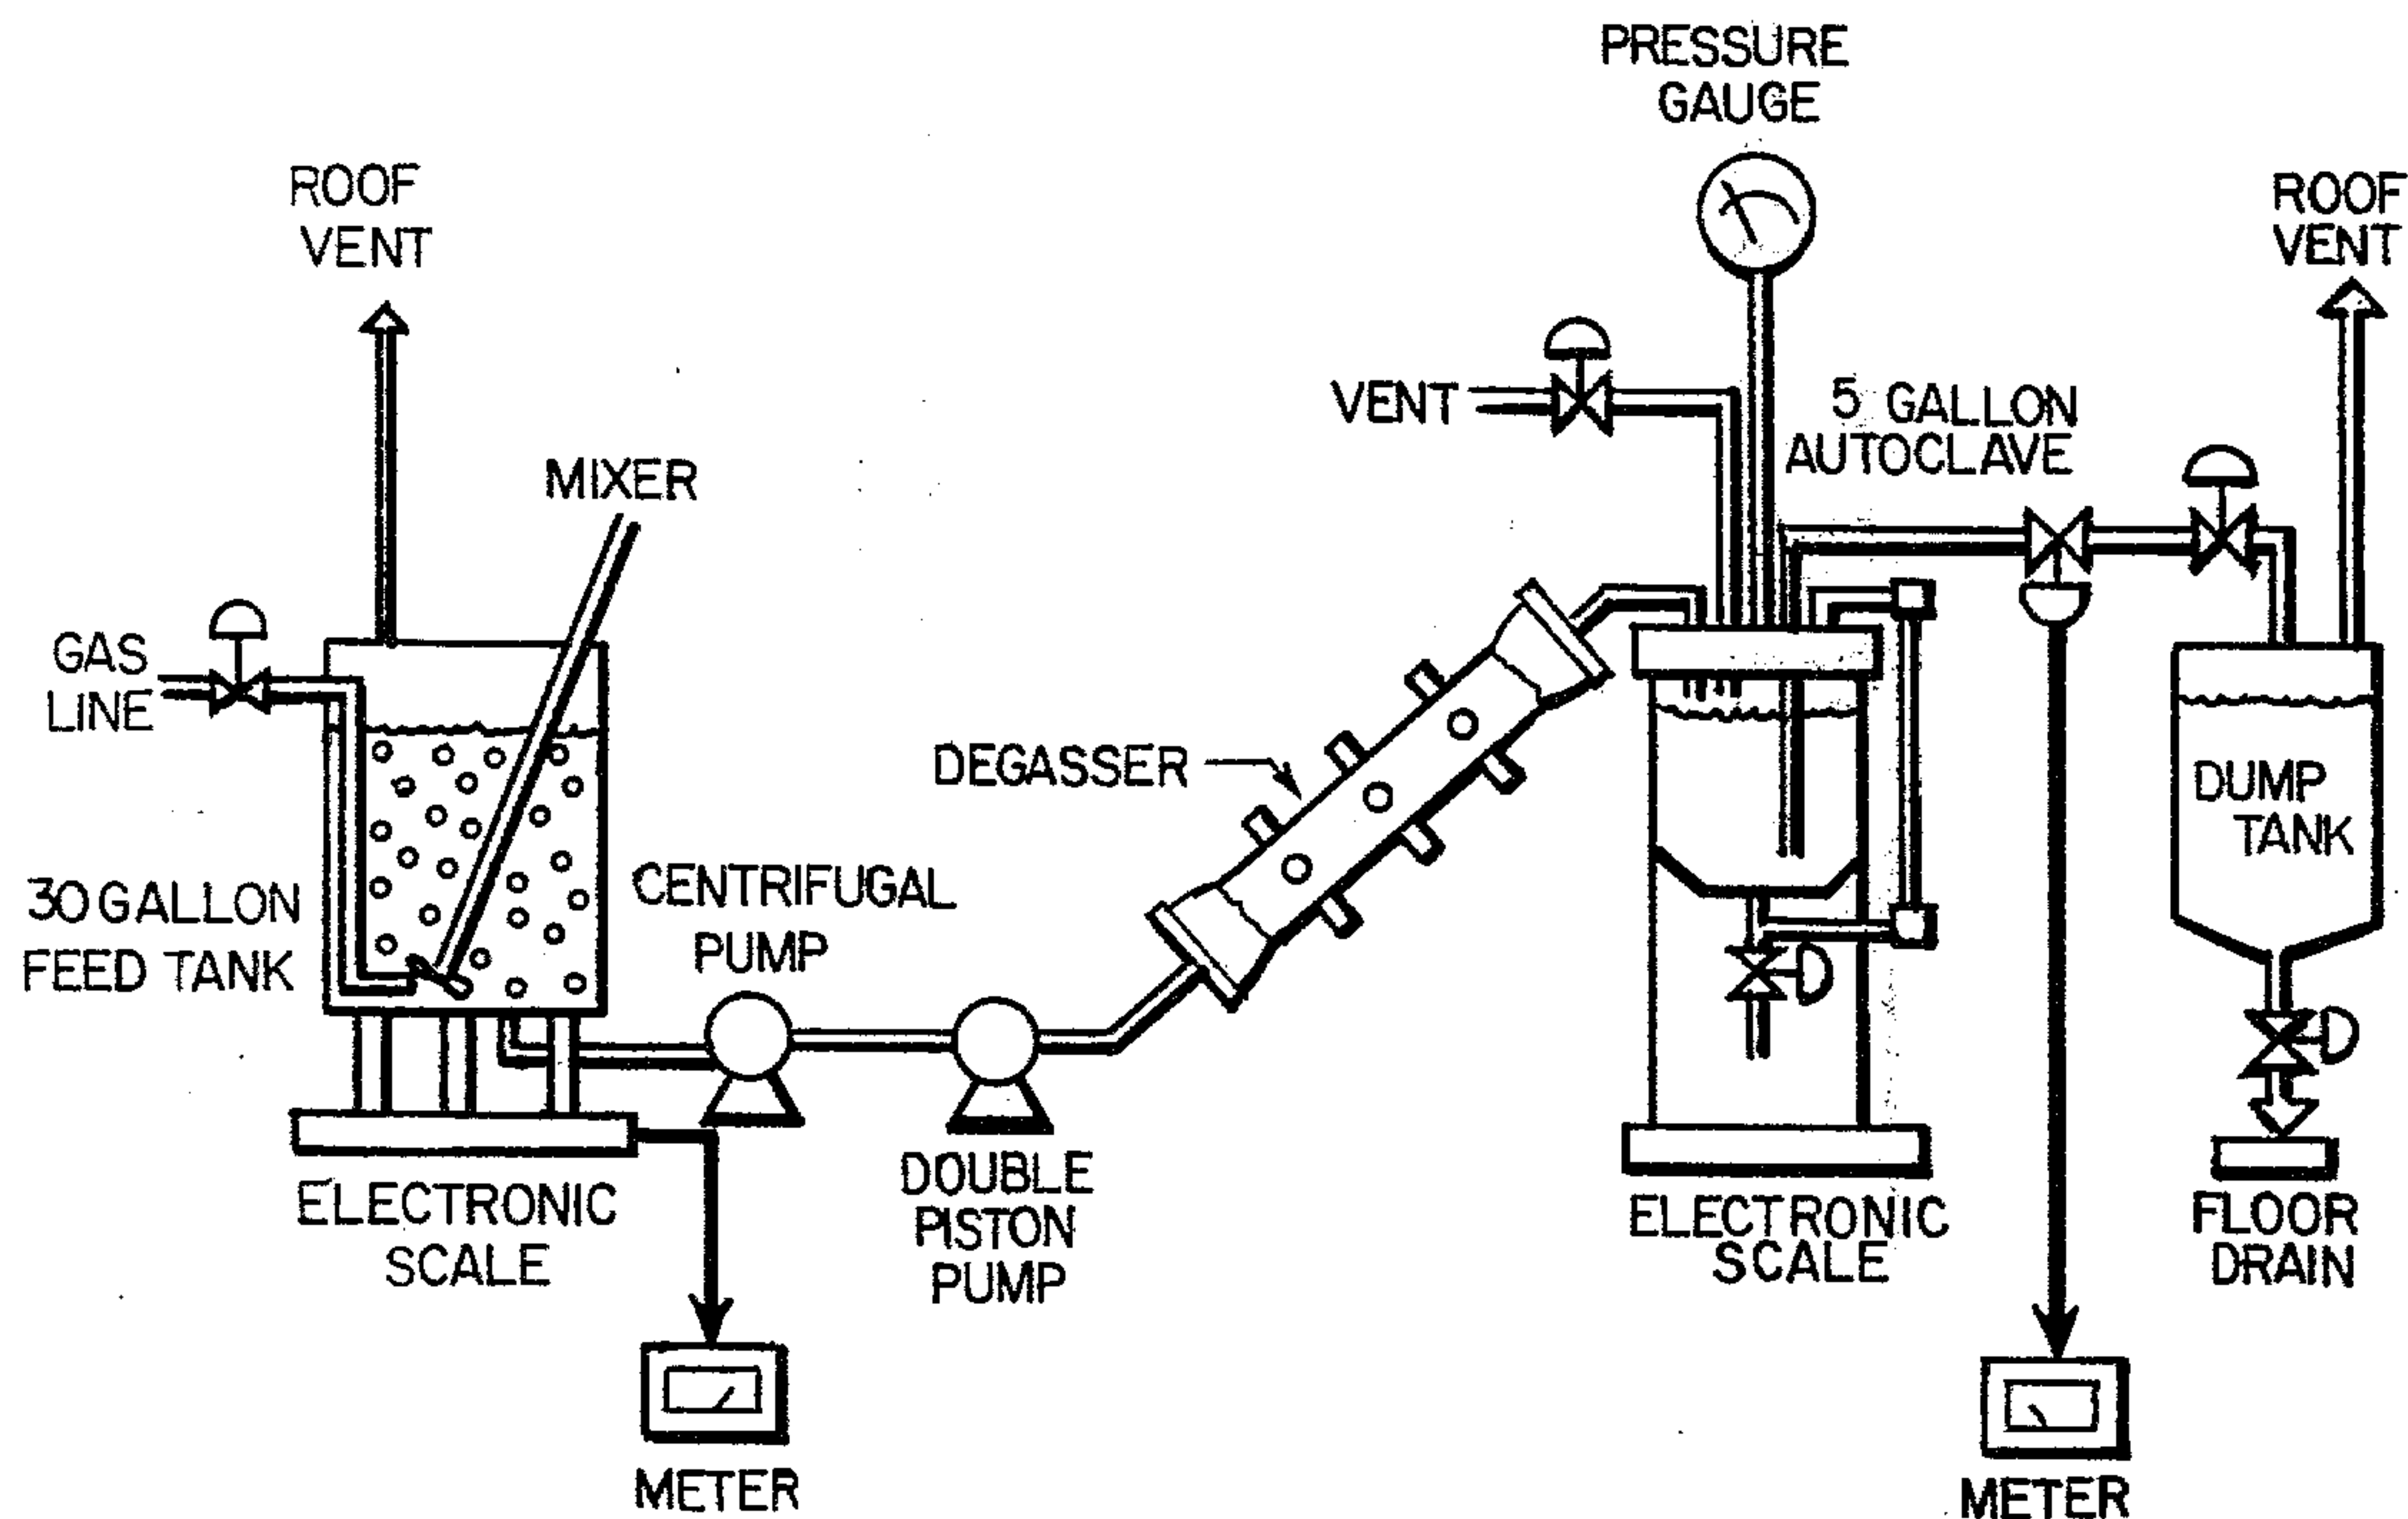 PRESSURE
GAUGE
ROOF
VENT
ROOF
VENT
VENT
5 GALLON
AUTOCLAVE
MIXER
GAS
LINE
DEGASSER
DUMP
TANK
30 GALLON
FEED TANK
CENTRIFUGAL
PUMP
DOUBLE
PISTON
PUMP
ELECTRONIC
SCALE
ELECTRONIC
SCALE
FLOOR
DRAIN
METER
METER